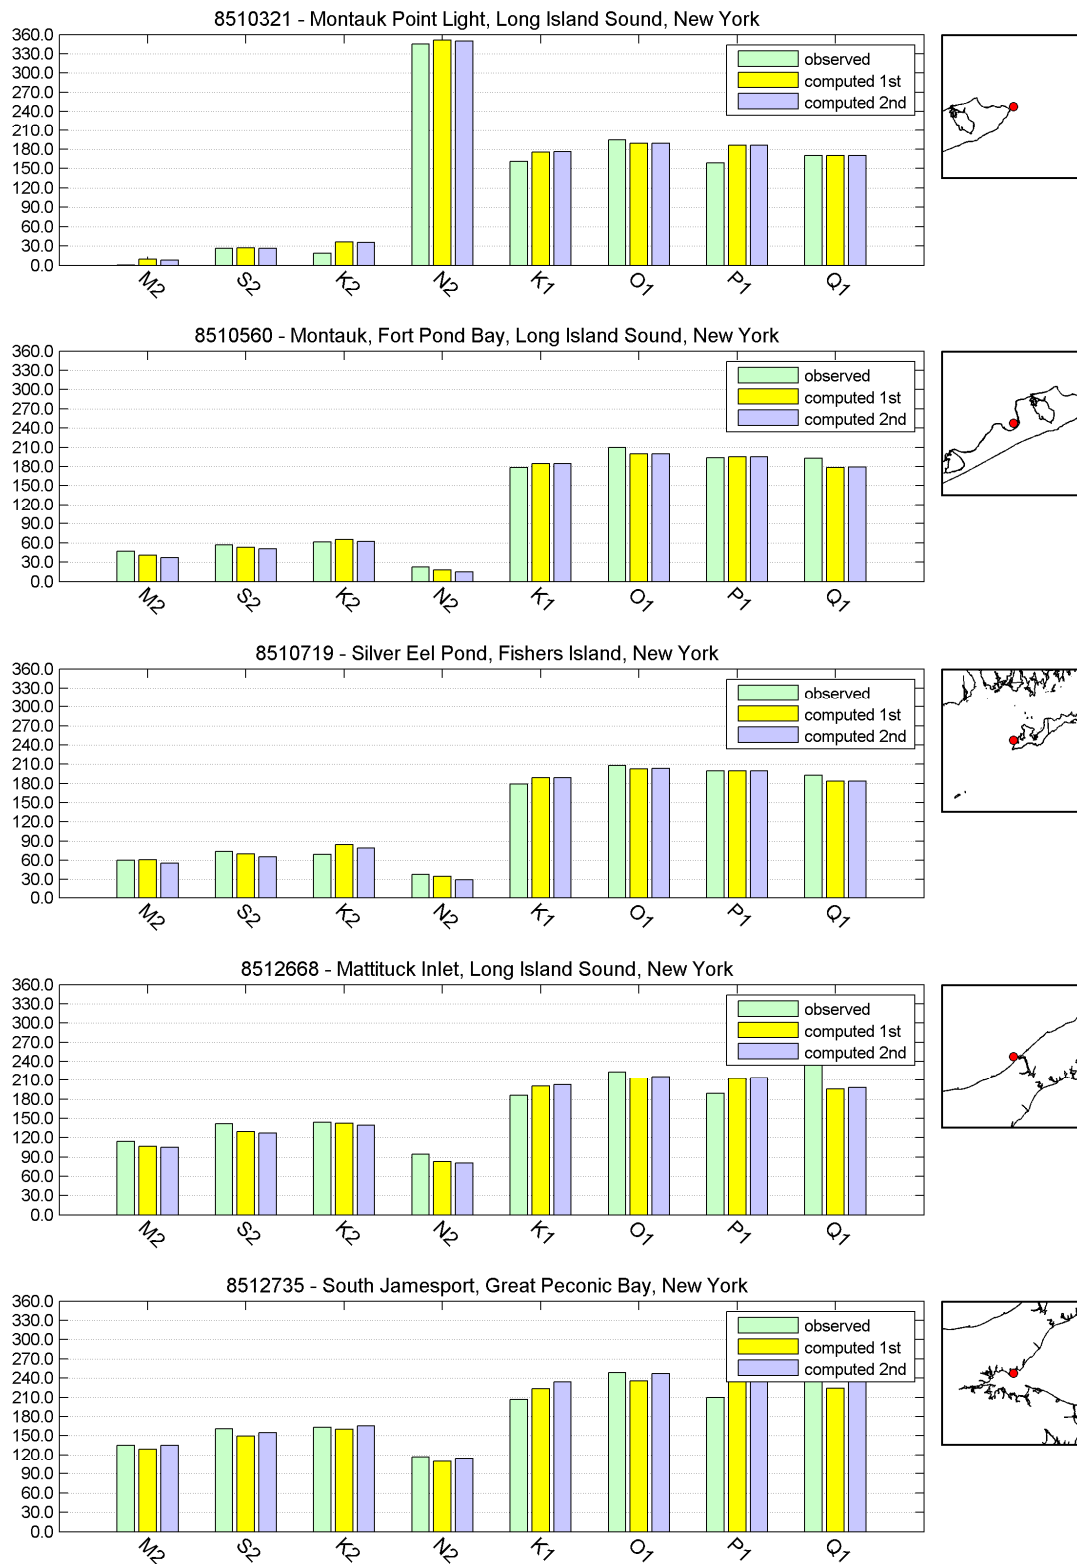 8510321 - Montauk Point Light, Long Island Sound, New York
360.0
330.0
300.0
270.0
240.0
210.0
180.0
150.0
120.0
90.0
60.0
30.0
0.0
observed
computed 1st
computed 2nd
M2 S2 K2 N2 K1 O1 P1 Q1
8510560 - Montauk, Fort Pond Bay, Long Island Sound, New York
360.0
330.0
300.0
270.0
240.0
210.0
180.0
150.0
120.0
90.0
60.0
30.0
0.0
observed
computed 1st
computed 2nd
M2 S2 K2 N2 K1 O1 P1 Q1
8510719 - Silver Eel Pond, Fishers Island, New York
360.0
330.0
300.0
270.0
240.0
210.0
180.0
150.0
120.0
90.0
60.0
30.0
0.0
observed
computed 1st
computed 2nd
M2 S2 K2 N2 K1 O1 P1 Q1
8512668 - Mattituck Inlet, Long Island Sound, New York
360.0
330.0
300.0
270.0
240.0
210.0
180.0
150.0
120.0
90.0
60.0
30.0
0.0
observed
computed 1st
computed 2nd
M2 S2 K2 N2 K1 O1 P1 Q1
8512735 - South Jamesport, Great Peconic Bay, New York
360.0
330.0
300.0
270.0
240.0
210.0
180.0
150.0
120.0
90.0
60.0
30.0
0.0
observed
computed 1st
computed 2nd
M2 S2 K2 N2 K1 O1 P1 Q1